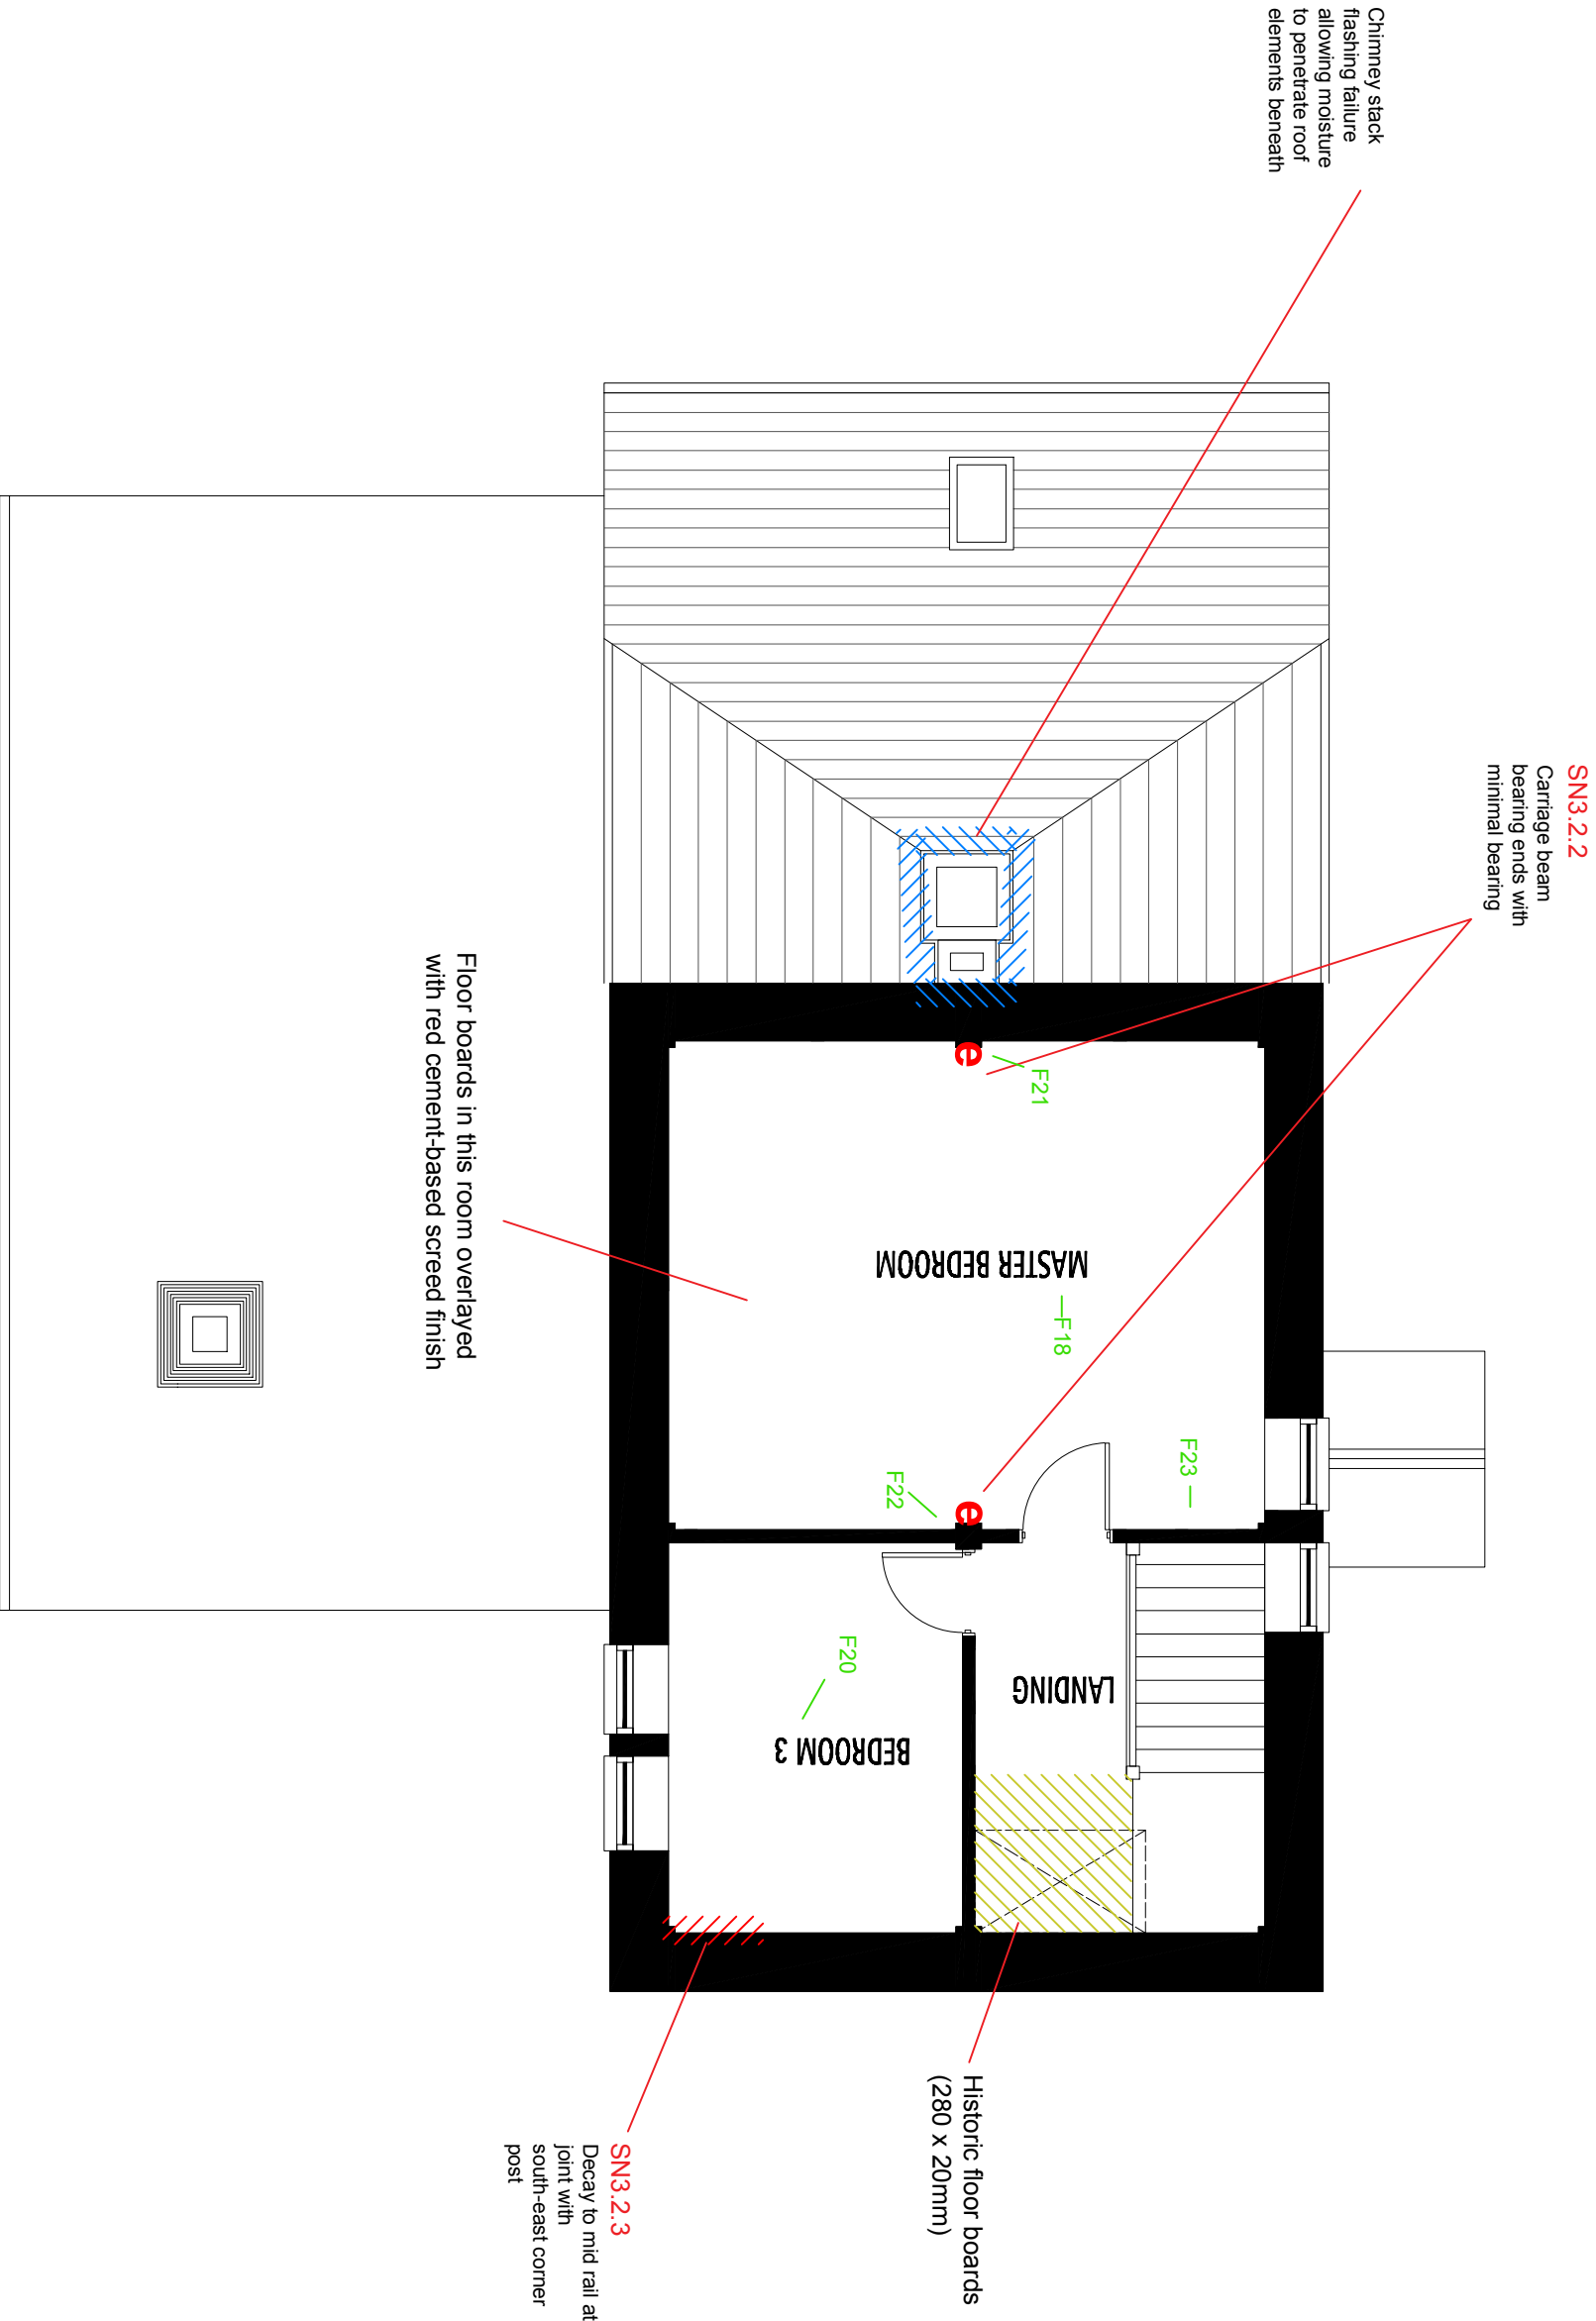 Chimney stack
flashing failure
allowing moisture
to penetrate roof
elements beneath
SN3.2.2
Carriage beam
bearing ends with
minimal bearing
Floor boards in this room overlayed
with red cement-based screed finish
e
F21
MASTER BEDROOM
F18
F23
F22
e
F20
LANDING
BEDROOM 3
Historic floor boards
(280 x 20mm)
SN3.2.3
Decay to mid rail at
joint with
south-east corner
post